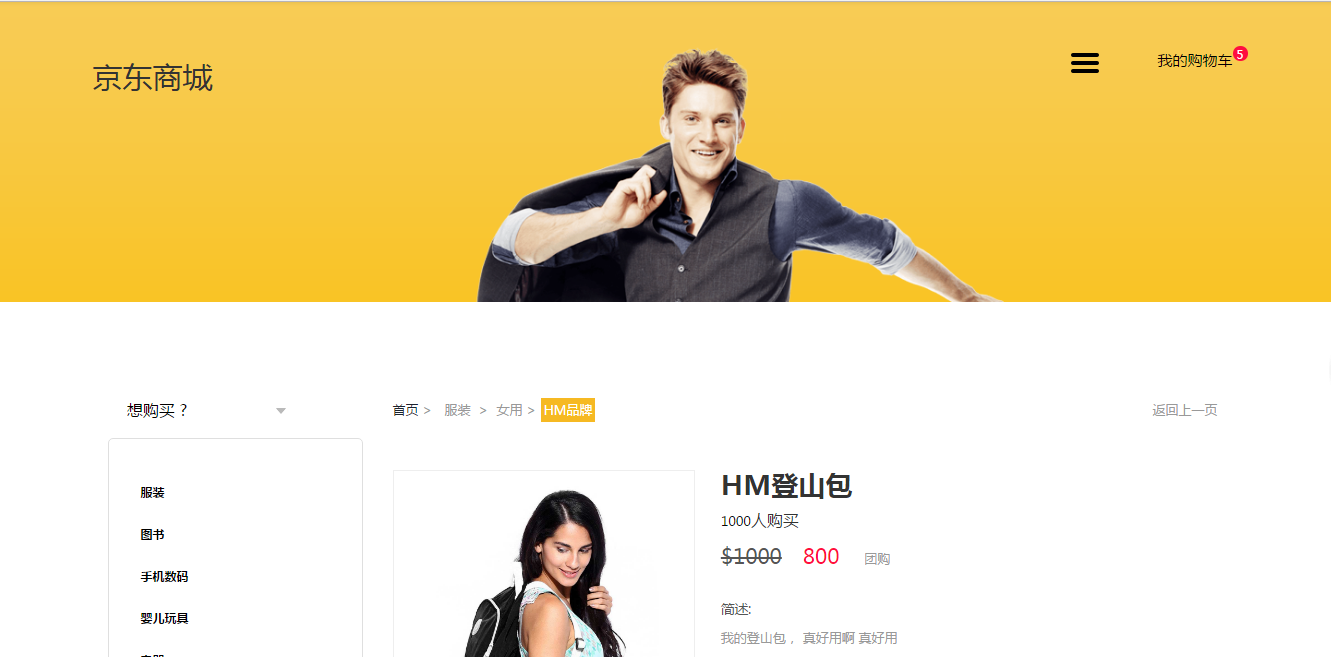 京东商城
我的购物车5
想购买？
首页 > 服装 > 女用 > HM品牌
返回上一页
服装
图书
手机数码
婴儿玩具
HM登山包
1000人购买
$1000 800 团购
简述:
我的登山包 ，真好用啊 真好用